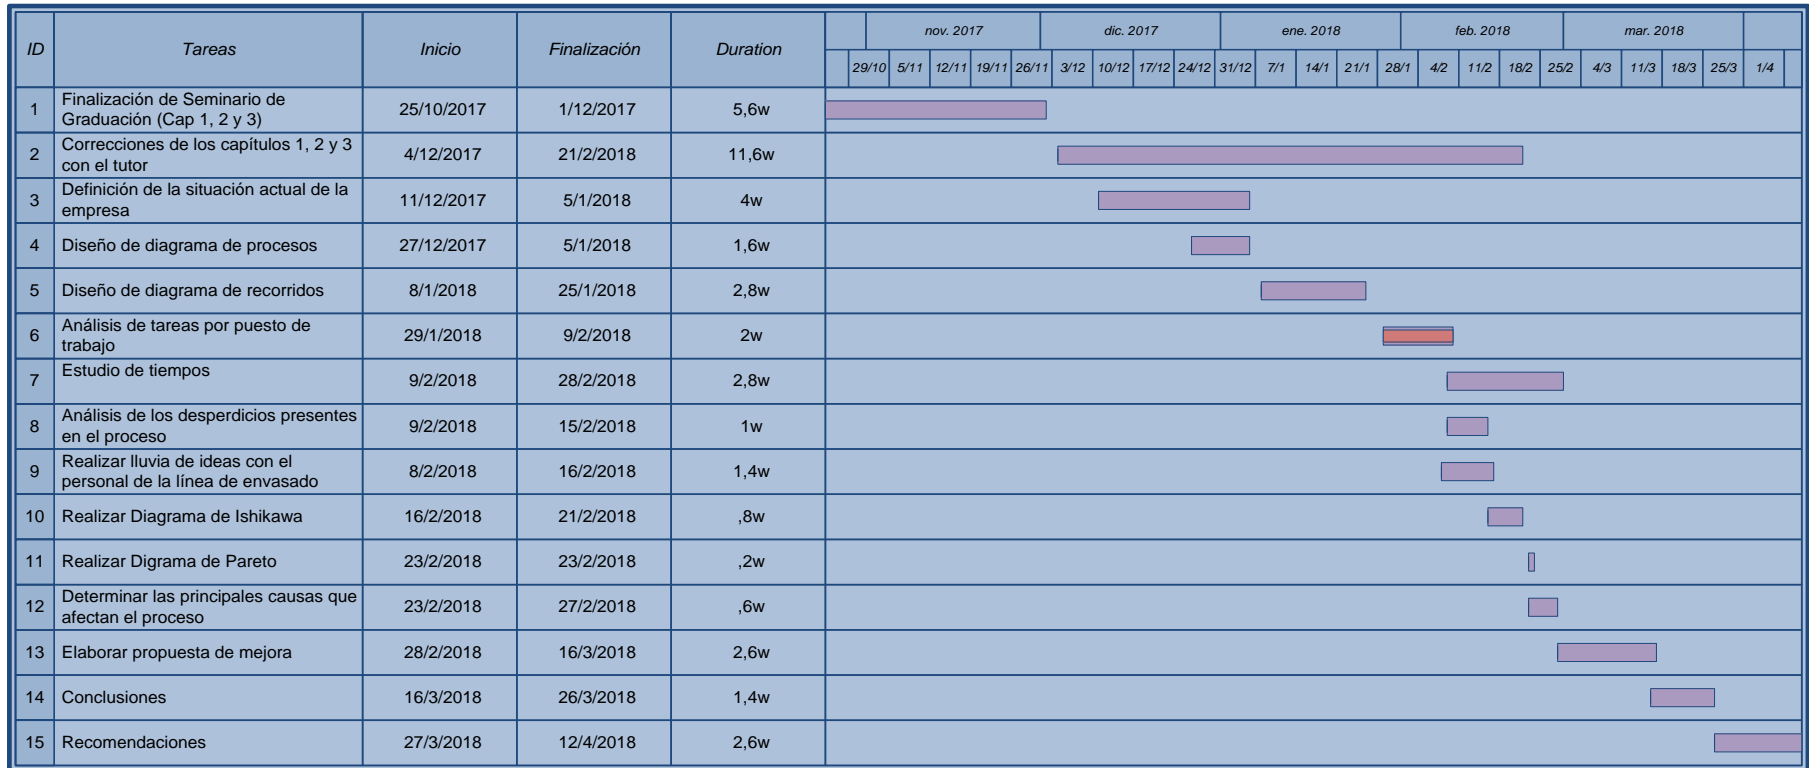 ID Tareas Inicio Finalización Duration
nov. 2017 dic. 2017 ene. 2018 feb. 2018 mar. 2018
29/10 5/11 12/11 19/11 26/11 3/12 10/12 17/12 24/12 31/12 7/1 14/1 21/1 28/1 4/2 11/2 18/2 25/2 4/3 11/3 18/3 25/3 1/4
1 Finalización de Seminario de
Graduación (Cap 1, 2 y 3) 25/10/2017 1/12/2017 5,6w
2 Correcciones de los capítulos 1, 2 y 3
con el tutor 4/12/2017 21/2/2018 11,6w
3 Definición de la situación actual de la
empresa 11/12/2017 5/1/2018 4w
4 Diseño de diagrama de procesos 27/12/2017 5/1/2018 1,6w
5 Diseño de diagrama de recorridos 8/1/2018 25/1/2018 2,8w
6 Análisis de tareas por puesto de
trabajo 29/1/2018 9/2/2018 2w
7 Estudio de tiempos 9/2/2018 28/2/2018 2,8w
8 Análisis de los desperdicios presentes
en el proceso 9/2/2018 15/2/2018 1w
9 Realizar lluvia de ideas con el
personal de la línea de envasado 8/2/2018 16/2/2018 1,4w
10 Realizar Diagrama de Ishikawa 16/2/2018 21/2/2018 ,8w
11 Realizar Digrama de Pareto 23/2/2018 23/2/2018 ,2w
12 Determinar las principales causas que
afectan el proceso 23/2/2018 27/2/2018 ,6w
13 Elaborar propuesta de mejora 28/2/2018 16/3/2018 2,6w
14 Conclusiones 16/3/2018 26/3/2018 1,4w
15 Recomendaciones 27/3/2018 12/4/2018 2,6w